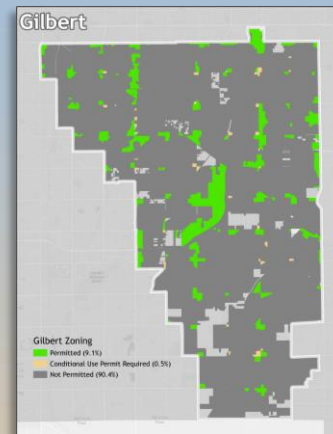 Gilbert
Gilbert Zoning
Permitted (9.1%)
Conditional Use Permit Required (0.5%)
Not Permitted (90.4%)